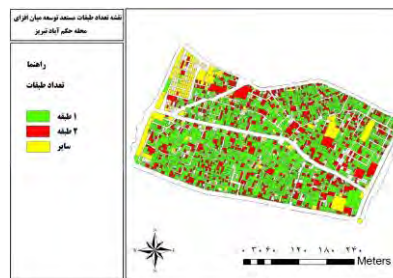 نقشه تعداد طبقات مستعد توسعه میان افزای
محله حکم آباد تبریز
راهنما
تعداد طبقات
۱ طبقه
۲ طبقه
سایر
۰ ۳۰ ۶۰ ۱۲۰ ۱۸۰ ۲۴۰
Meters